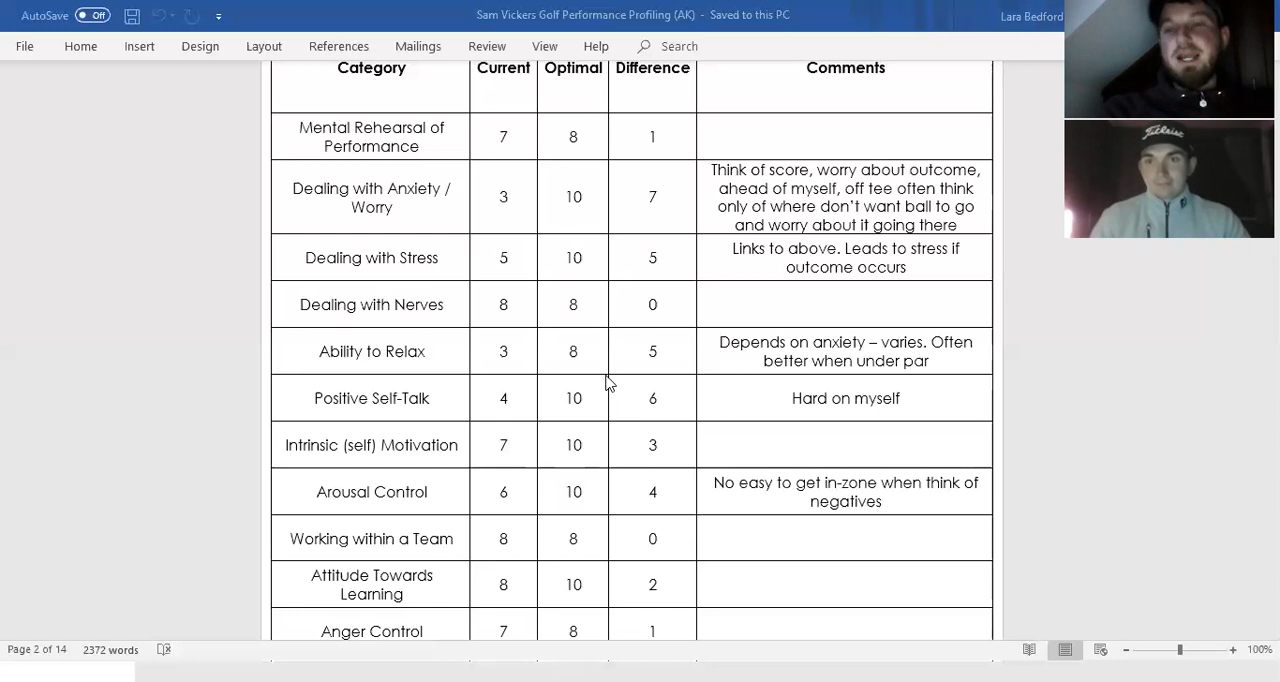 AutoSave Off
Sam Vickers Golf Performance Profiling (AK) - Saved to this PC
Lara Bedford
File Home Insert Design Layout References Mailings Review View Help Search
Category Current Optimal Difference Comments
Mental Rehearsal of
Performance
7 8 1
Dealing with Anxiety /
Worry
3 10 7
Think of score, worry about outcome,
ahead of myself, off tee often think
only of where don't want ball to go
and worry about it going there
Dealing with Stress 5 10 5
Links to above. Leads to stress if
outcome occurs
Dealing with Nerves 8 8 0
Ability to Relax 3 8 5
Depends on anxiety – varies. Often
better when under par
Positive Self-Talk 4 10 6 Hard on myself
Intrinsic (self) Motivation 7 10 3
Arousal Control 6 10 4
No easy to get in-zone when think of
negatives
Working within a Team 8 8 0
Attitude Towards
Learning
8 10 2
Anger Control 7 8 1
Titleist
Page 2 of 14 2372 words 100%